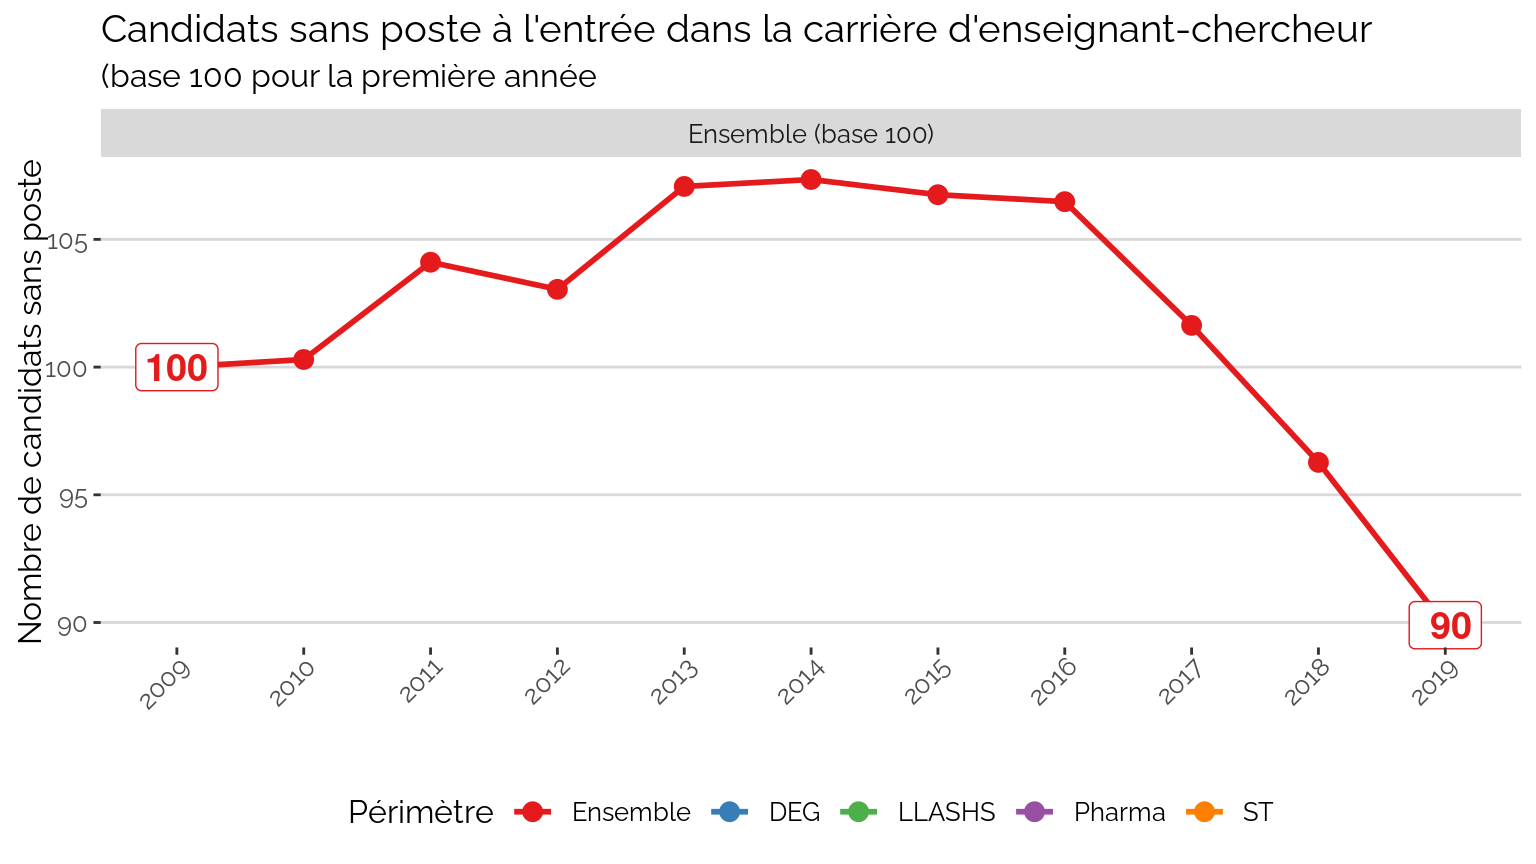 Candidats sans poste à l'entrée dans la carrière d'enseignant-chercheur
(base 100 pour la première année
Ensemble (base 100)
Nombre de candidats sans poste
105
100
95
90
100
90
2009
2010
2011
2012
2013
2014
2015
2016
2017
2018
2019
Périmètre
Ensemble
DEG
LLASHS
Pharma
ST